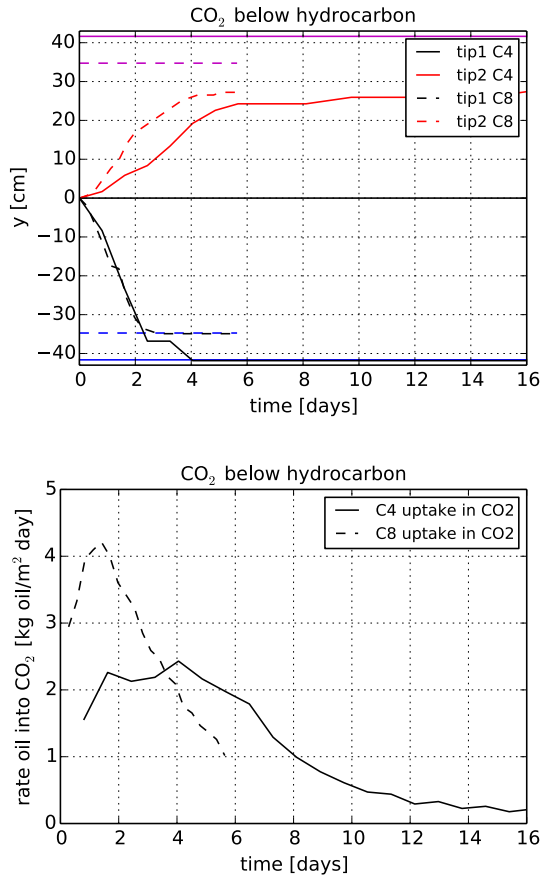 CO₂ below hydrocarbon
40
30
20
10
0
−10
−20
−30
−40
y [cm]
tip1 C4
tip2 C4
tip1 C8
tip2 C8
0 2 4 6 8 10 12 14 16
time [days]
CO₂ below hydrocarbon
5
4
3
2
1
0
rate oil into CO₂ [kg oil/m² day]
C4 uptake in CO2
C8 uptake in CO2
0 2 4 6 8 10 12 14 16
time [days]